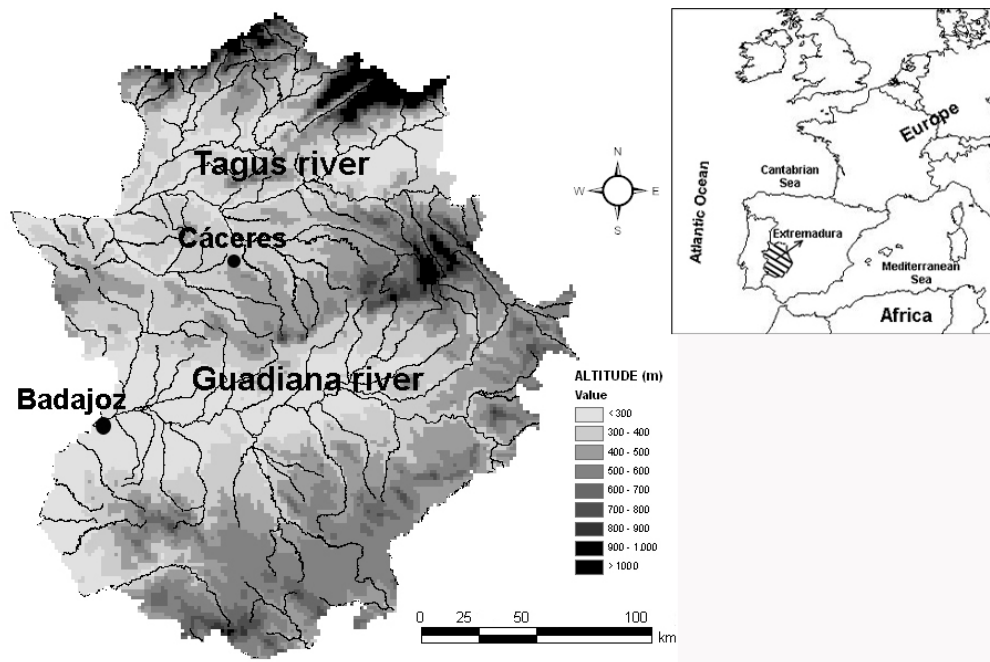 Tagus river
Cáceres
Guadiana river
Badajoz
N
W
E
S
ALTITUDE (m)
Value
< 300
300 - 400
400 - 500
500 - 600
600 - 700
700 - 800
800 - 900
900 - 1.000
> 1000
0 25 50 100
km
Europe
Atlantic Ocean
Cantabrian
Sea
Extremadura
Mediterranean
Sea
Africa